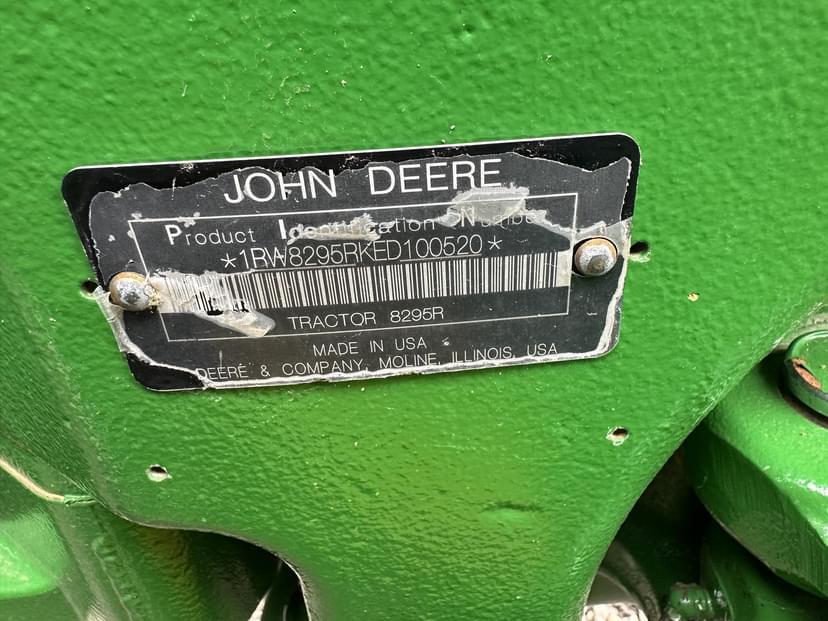 JOHN DEERE
Product Identification Number
*1RW8295RKED100520*
TRACTOR 8295R
MADE IN USA
DEERE & COMPANY, MOLINE, ILLINOIS, USA